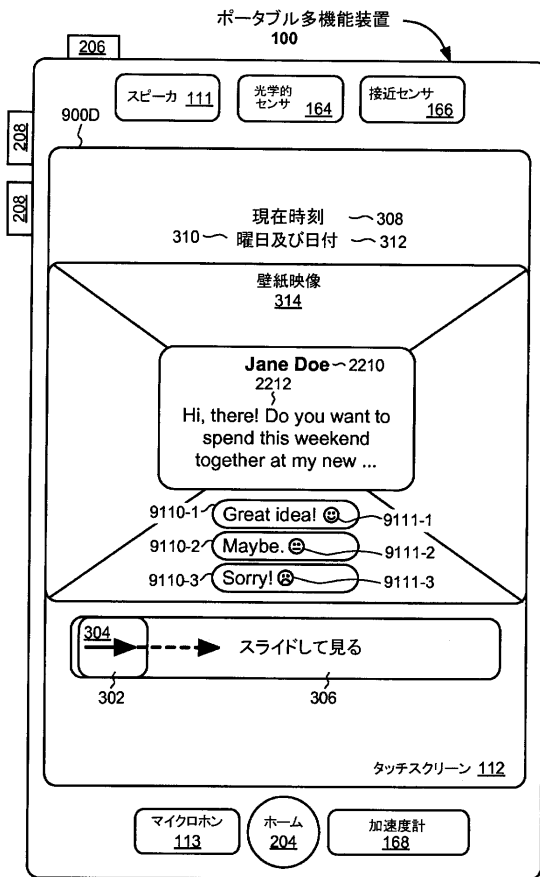 ポータブル多機能装置
100
206
スピーカ 111
光学的
センサ
164
接近センサ
166
900D
208
208
現在時刻 308
310 曜日及び日付 312
壁紙映像
314
Jane Doe 2210
2212
Hi, there! Do you want to
spend this weekend
together at my new ...
9110-1 Great idea! 9111-1
9110-2 Maybe. 9111-2
9110-3 Sorry! 9111-3
304 スライドして見る
302 306
タッチスクリーン 112
マイクロホン
113
ホーム
204
加速度計
168